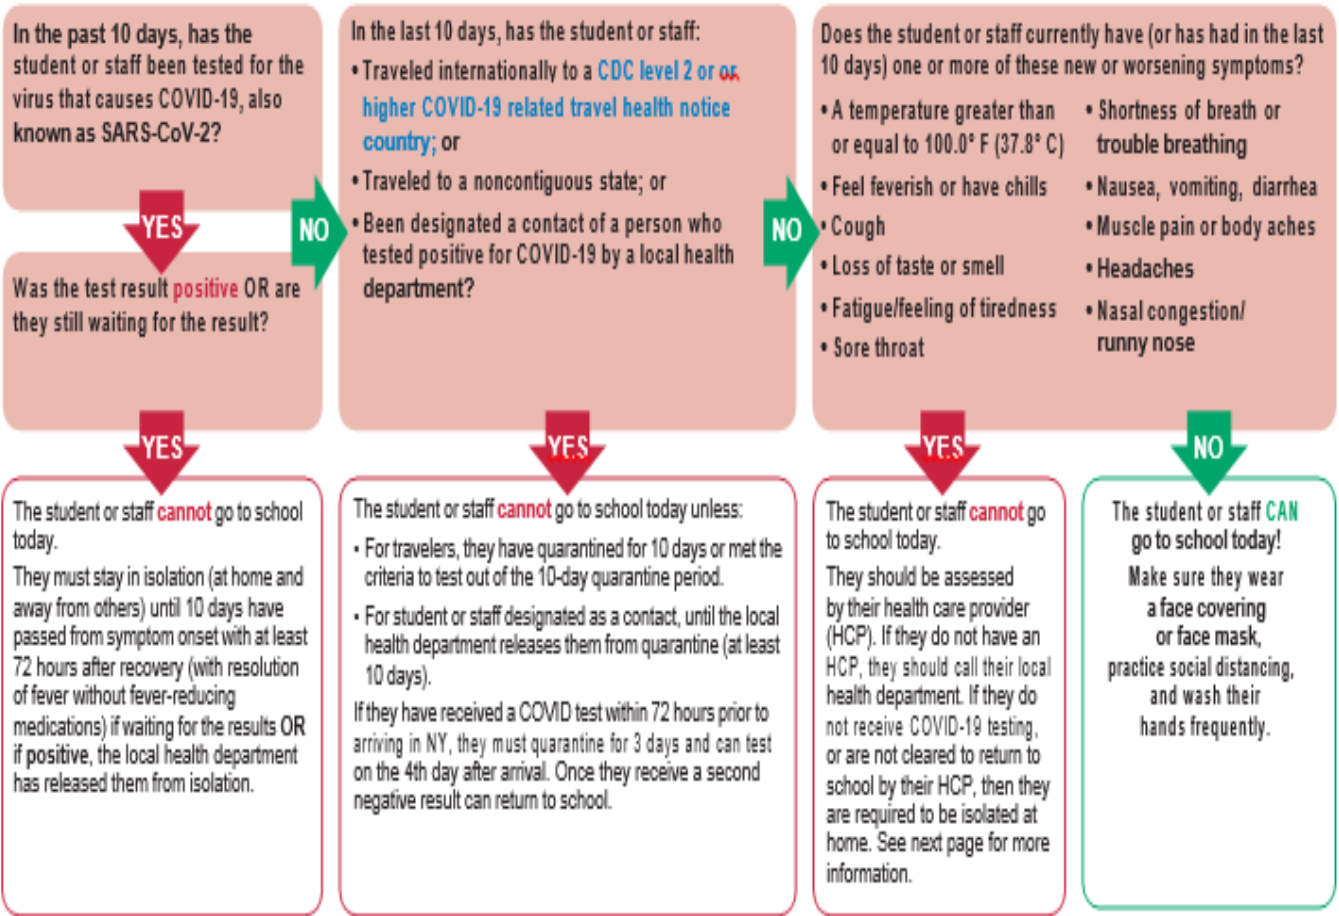 In the past 10 days, has the
student or staff been tested for the
virus that causes COVID-19, also
known as SARS-CoV-2?
YES
NO
Was the test result positive OR are
they still waiting for the result?
YES
The student or staff cannot go to school
today.
They must stay in isolation (at home and
away from others) until 10 days have
passed from symptom onset with at least
72 hours after recovery (with resolution
of fever without fever-reducing
medications) if waiting for the results OR
if positive, the local health department
has released them from isolation.
In the last 10 days, has the student or staff:
• Traveled internationally to a CDC level 2 or or
higher COVID-19 related travel health notice
country; or
• Traveled to a noncontiguous state; or
• Been designated a contact of a person who
tested positive for COVID-19 by a local health
department?
NO
YES
The student or staff cannot go to school today unless:
• For travelers, they have quarantined for 10 days or met the
criteria to test out of the 10-day quarantine period.
• For student or staff designated as a contact, until the local
health department releases them from quarantine (at least
10 days).
If they have received a COVID test within 72 hours prior to
arriving in NY, they must quarantine for 3 days and can test
on the 4th day after arrival. Once they receive a second
negative result can return to school.
Does the student or staff currently have (or has had in the last
10 days) one or more of these new or worsening symptoms?
• A temperature greater than
or equal to 100.0° F (37.8° C)
• Feel feverish or have chills
• Cough
• Loss of taste or smell
• Fatigue/feeling of tiredness
• Sore throat
• Shortness of breath or
trouble breathing
• Nausea, vomiting, diarrhea
• Muscle pain or body aches
• Headaches
• Nasal congestion/
runny nose
YES
The student or staff cannot go
to school today.
They should be assessed
by their health care provider
(HCP). If they do not have an
HCP, they should call their local
health department. If they do
not receive COVID-19 testing,
or are not cleared to return to
school by their HCP, then they
are required to be isolated at
home. See next page for more
information.
NO
The student or staff CAN
go to school today!
Make sure they wear
a face covering
or face mask,
practice social distancing,
and wash their
hands frequently.